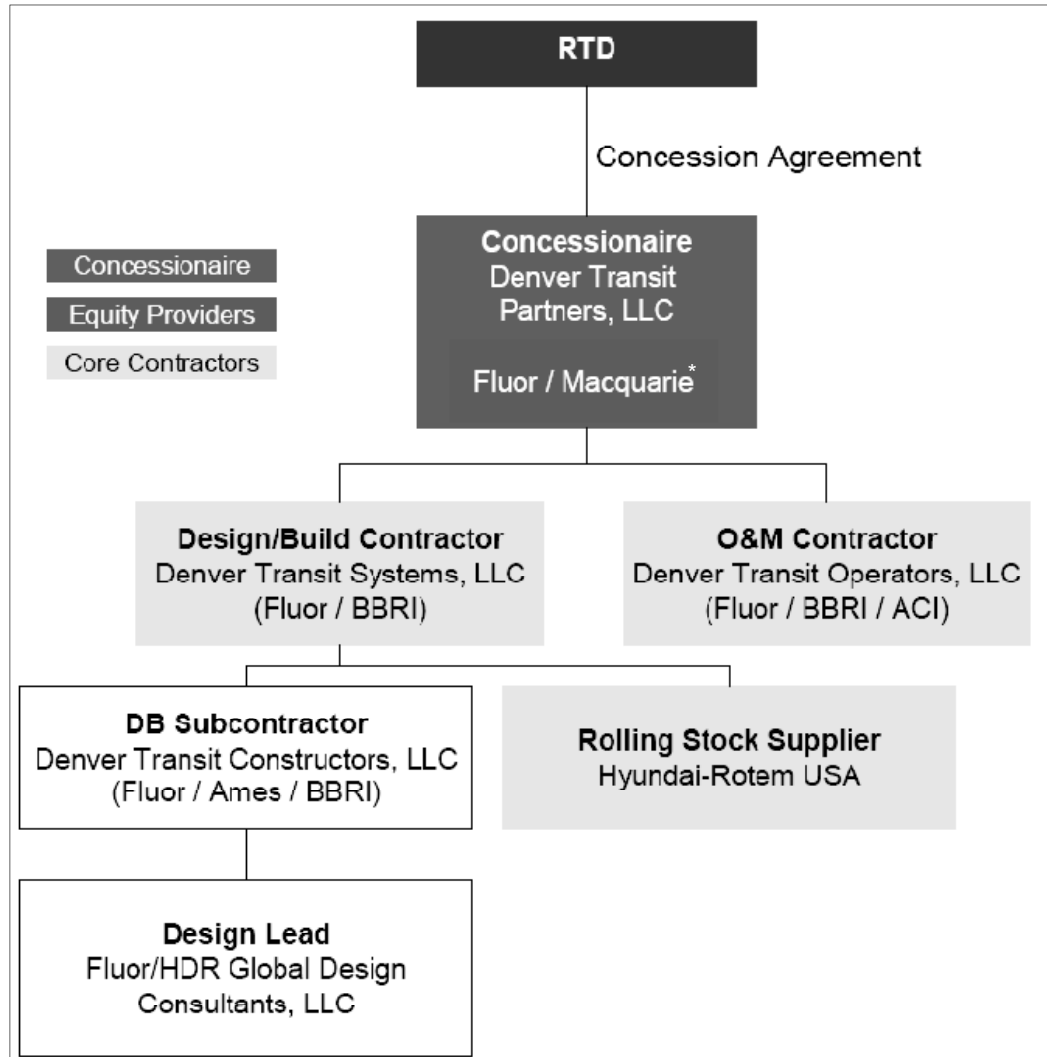 RTD
Concession Agreement
Concessionaire
Denver Transit
Partners, LLC
Fluor / Macquarie*
Concessionaire
Equity Providers
Core Contractors
Design/Build Contractor
Denver Transit Systems, LLC
(Fluor / BBRI)
O&M Contractor
Denver Transit Operators, LLC
(Fluor / BBRI / ACI)
DB Subcontractor
Denver Transit Constructors, LLC
(Fluor / Ames / BBRI)
Rolling Stock Supplier
Hyundai-Rotem USA
Design Lead
Fluor/HDR Global Design
Consultants, LLC